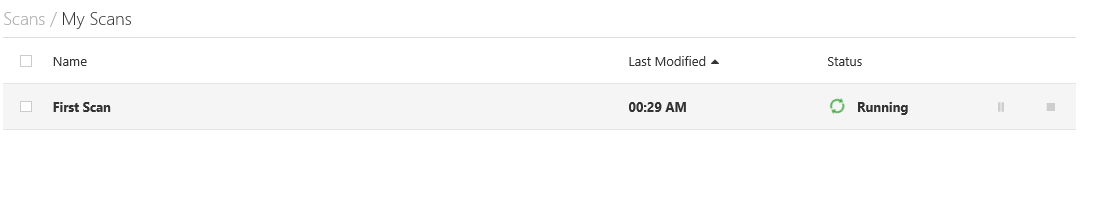 Scans / My Scans
Name Last Modified Status
First Scan 00:29 AM Running